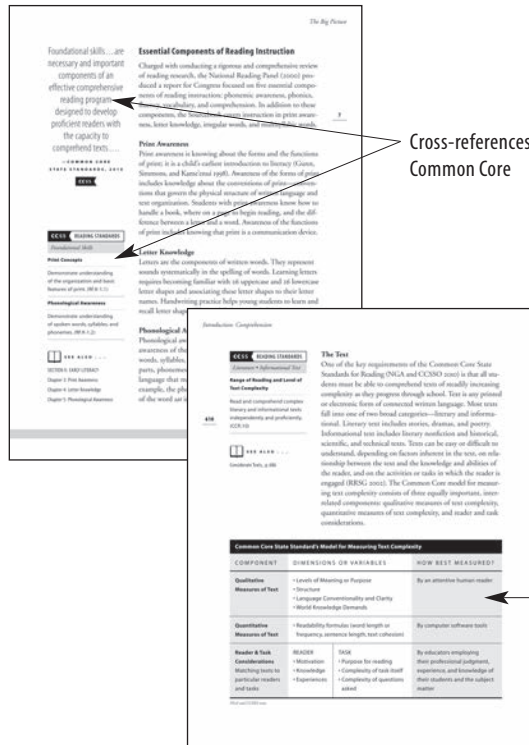 The Big Picture
Foundational skills…are
necessary and important
components of an
effective comprehensive
reading program
designed to develop
proficient readers with
the capacity to
comprehend texts….
—COMMON CORE
STATE STANDARDS, 2010
CCSS
CCSS READING STANDARDS
Foundational Skills
Print Concepts
Demonstrate understanding
of the organization and basic
features of print. (RF.K-1.1)
Phonological Awareness
Demonstrate understanding
of spoken words, syllables, and
phonemes. (RF.K-1.2)
SEE ALSO . . .
SECTION II: EARLY LITERACY
Chapter 3: Print Awareness
Chapter 4: Letter Knowledge
Chapter 5: Phonological Awareness
Essential Components of Reading Instruction
Charged with conducting a rigorous and comprehensive review
of reading research, the National Reading Panel (2000) pro-
duced a report for Congress focused on five essential compo-
nents of reading instruction: phonemic awareness, phonics,
fluency, vocabulary, and comprehension. In addition to these
components, the Sourcebook covers instruction in print aware-
ness, letter knowledge, irregular words, and multisyllabic words.
7
Print Awareness
Print awareness is knowing about the forms and the functions
of print; it is a child's earliest introduction to literacy (Gunn,
Simmons, and Kame'enui 1998). Awareness of the forms of print
includes knowledge about the conventions of print—conven-
tions that govern the physical structure of written language and
text organization. Students with print awareness know how to
handle a book, where on a page to begin reading, and the dif-
ference between a letter and a word. Awareness of the functions
of print includes knowing that print is a communication device.
Letter Knowledge
Letters are the components of written words. They represent
sounds systematically in the spelling of words. Learning letters
requires becoming familiar with 26 uppercase and 26 lowercase
letter shapes and associating these letter shapes to their letter
names. Handwriting practice helps young students to learn and
recall letter shap
Phonological A
Phonological aw
awareness of the
words, syllables,
parts, phonemes
language that m
example, the ph
of the word sat i
Cross-references
Common Core
Introduction: Comprehension
CCSS READING STANDARDS
Literature • Informational Text
Range of Reading and Level of
Text Complexity
Read and comprehend complex
literary and informational texts
independently and proficiently.
(CCR.10)
610
SEE ALSO . . .
Considerate Texts, p. 686
The Text
One of the key requirements of the Common Core State
Standards for Reading (NGA and CCSSO 2010) is that all stu-
dents must be able to comprehend texts of steadily increasing
complexity as they progress through school. Text is any printed
or electronic form of connected written language. Most texts
fall into one of two broad categories—literary and informa-
tional. Literary text includes stories, dramas, and poetry.
Informational text includes literary nonfiction and historical,
scientific, and technical texts. Texts can be easy or difficult to
understand, depending on factors inherent in the text, on rela-
tionship between the text and the knowledge and abilities of
the reader, and on the activities or tasks in which the reader is
engaged (RRSG 2002). The Common Core model for measur-
ing text complexity consists of three equally important, inter-
related components: qualitative measures of text complexity,
quantitative measures of text complexity, and reader and task
considerations.
Common Core State Standard's Model for Measuring Text Complexity
COMPONENT DIMENSIONS OR VARIABLES HOW BEST MEASURED?
Qualitative
Measures of Text
• Levels of Meaning or Purpose
• Structure
• Language Conventionality and Clarity
• World Knowledge Demands
By an attentive human reader
Quantitative
Measures of Text
• Readability formulas (word length or
frequency, sentence length, text cohesion)
By computer software tools
Reader & Task
Considerations
Matching texts to
particular readers
and tasks
READER
• Motivation
• Knowledge
• Experiences
TASK
• Purpose for reading
• Complexity of task itself
• Complexity of questions
asked
By educators employing
their professional judgment,
experience, and knowledge of
their students and the subject
matter